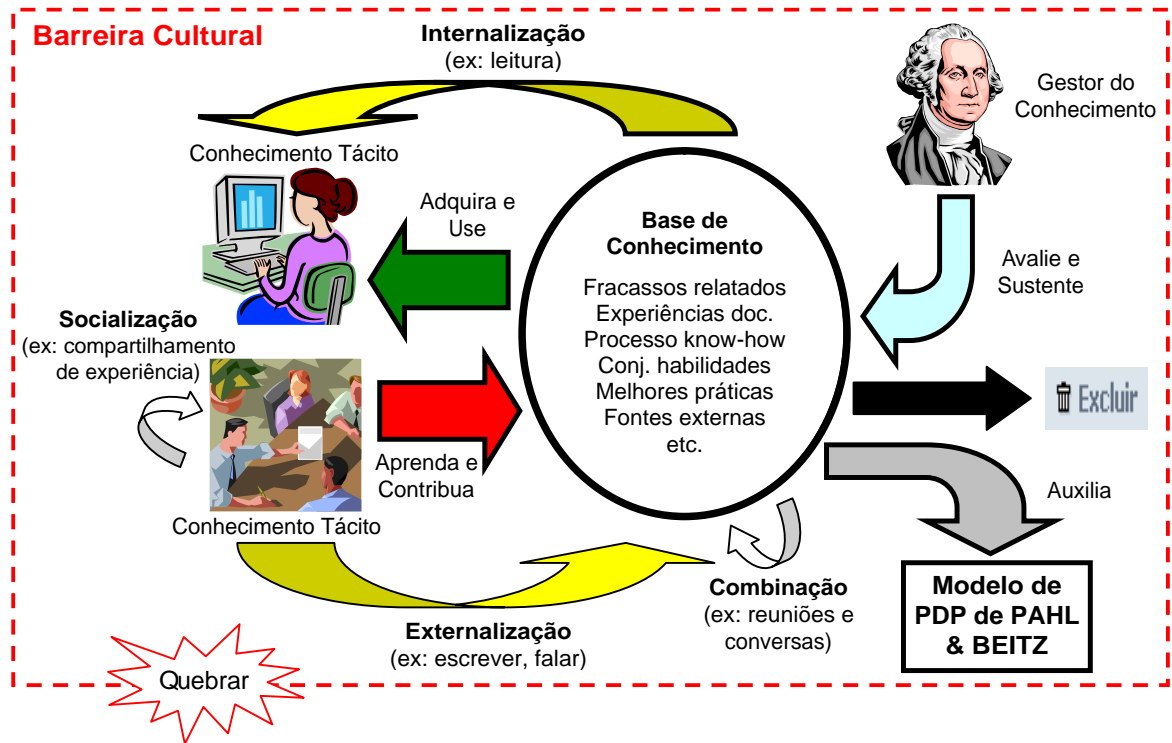 Barreira Cultural
Internalização
(ex: leitura)
Gestor do
Conhecimento
Conhecimento Tácito
Adquira e
Use
Base de
Conhecimento
Fracassos relatados
Experiências doc.
Processo know-how
Conj. habilidades
Melhores práticas
Fontes externas
etc.
Avalie e
Sustente
Socialização
(ex: compartilhamento
de experiência)
Excluir
Aprenda e
Contribua
Auxilia
Conhecimento Tácito
Combinação
(ex: reuniões e
conversas)
Modelo de
PDP de PAHL
& BEITZ
Externalização
(ex: escrever, falar)
Quebrar